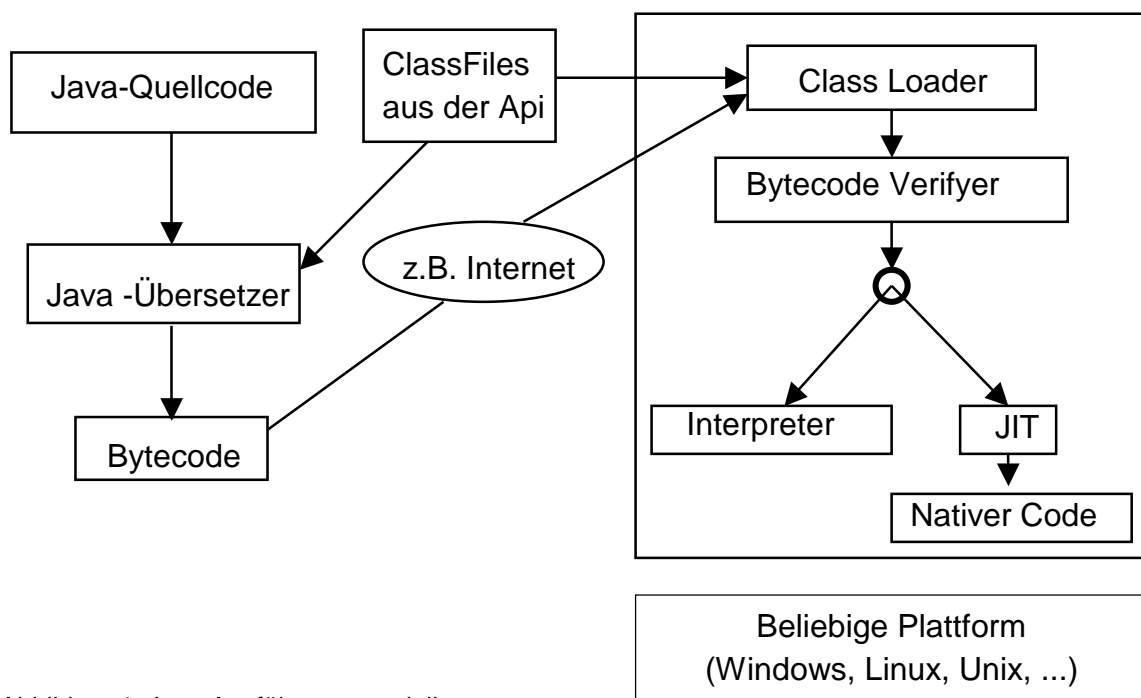 Java-Quellcode
ClassFiles
aus der Api
Class Loader
Bytecode Verifyer
z.B. Internet
Java -Übersetzer
Interpreter
JIT
Bytecode
Nativer Code
Beliebige Plattform
(Windows, Linux, Unix, ...)